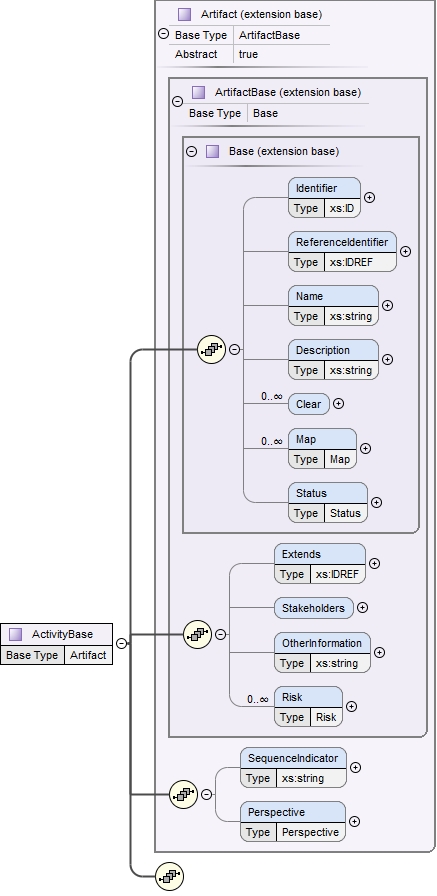 Artifact (extension base)
Base Type ArtifactBase
Abstract true
ArtifactBase (extension base)
Base Type Base
Base (extension base)
Identifier
Type xs:ID
ReferenceIdentifier
Type xs:IDREF
Name
Type xs:string
Description
Type xs:string
0..∞
Clear
0..∞
Map
Type Map
Status
Type Status
Extends
Type xs:IDREF
Stakeholders
OtherInformation
Type xs:string
0..∞
Risk
Type Risk
ActivityBase
Base Type Artifact
SequenceIndicator
Type xs:string
Perspective
Type Perspective